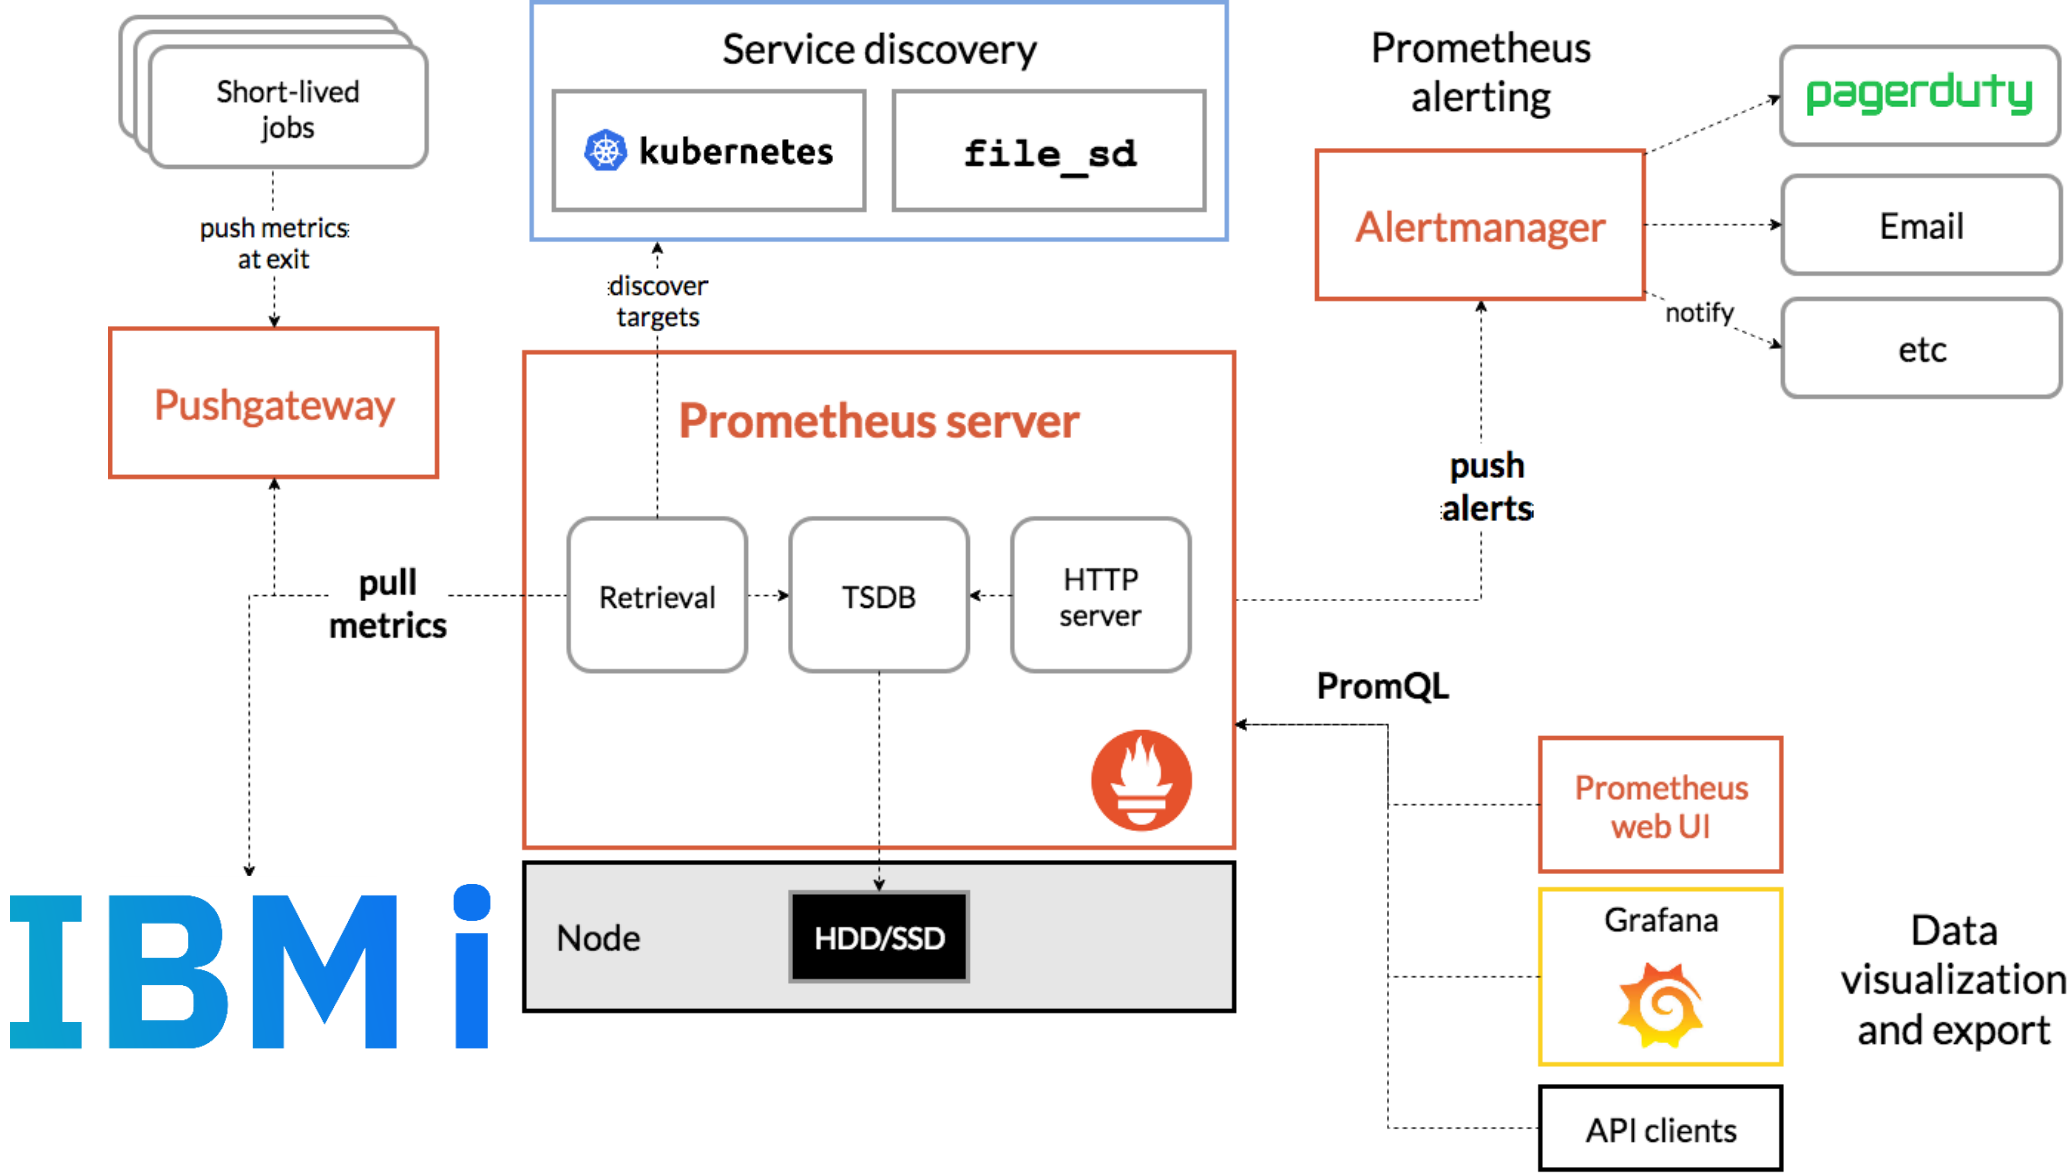 Short-lived
jobs
push metrics
at exit
Pushgateway
pull
metrics
IBM i
Service discovery
kubernetes
file_sd
discover
targets
Prometheus server
Retrieval
TSDB
HTTP
server
Node
HDD/SSD
Prometheus
alerting
Alertmanager
pagerduty
Email
notify
etc
push
alerts
PromQL
Prometheus
web UI
Grafana
API clients
Data
visualization
and export